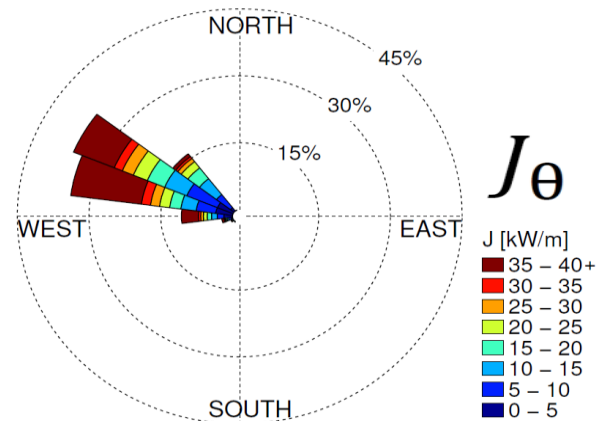 NORTH
45%
30%
15%
Jθ
WEST
EAST
J [kW/m]
35 – 40+
30 – 35
25 – 30
20 – 25
15 – 20
10 – 15
5 – 10
0 – 5
SOUTH